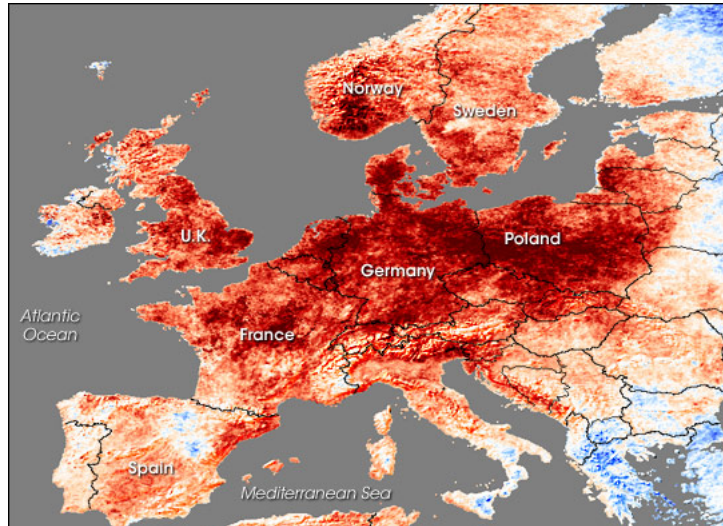 Norway
Sweden
U.K.
Poland
Germany
France
Atlantic
Ocean
Spain
Mediterranean Sea